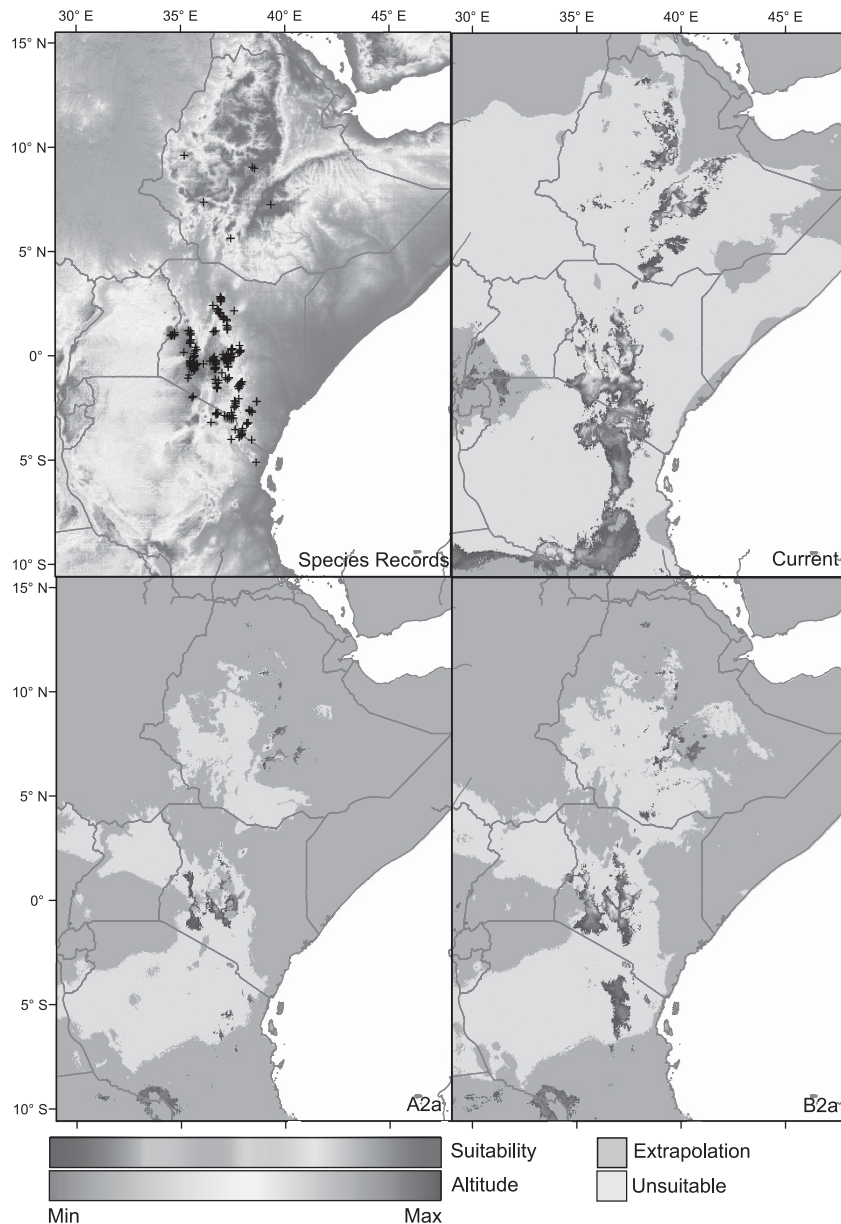 30° E 35° E 40° E 45° E 30° E 35° E 40° E 45° E
15° N
10° N
5° N
0°
5° S
10° S
Species Records
Current
15° N
10° N
5° N
0°
5° S
10° S
A2a
B2a
Suitability
Extrapolation
Altitude
Unsuitable
Min Max